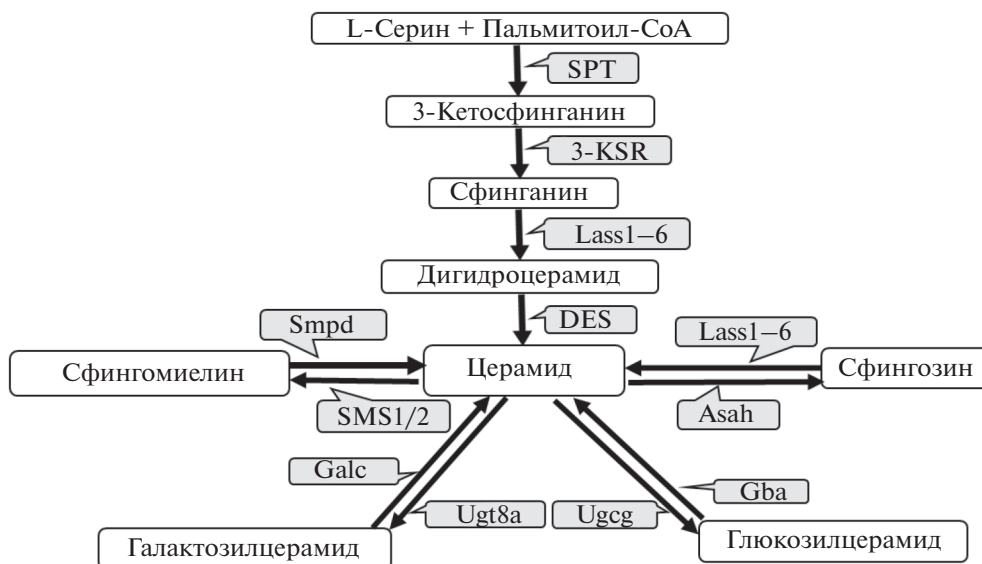 L-Серин + Пальмитоил-СоА
SPT
3-Кетосфинганин
3-KSR
Сфинганин
Lass1–6
Дигидроцерамид
DES
Smpd
Lass1–6
Сфингомиелин
Церамид
Сфингозин
SMS1/2
Asah
Galc
Gba
Ugt8a
Ugcg
Галактозилцерамид
Глюкозилцерамид